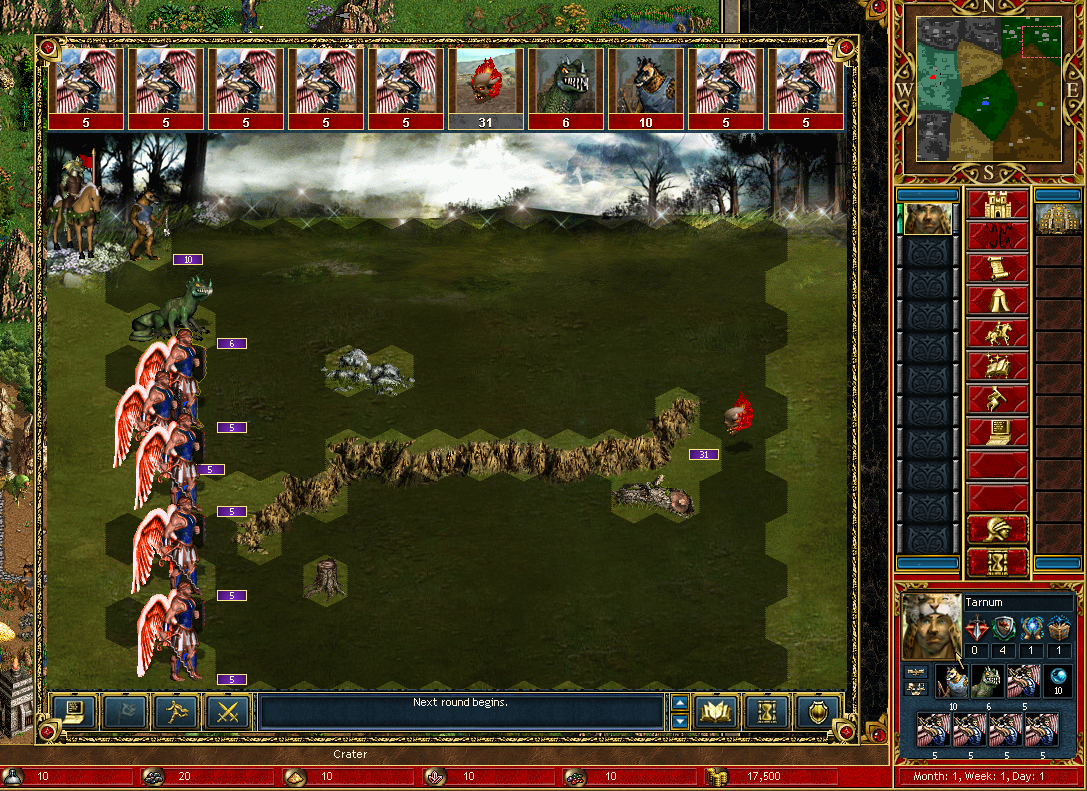 N
W
E
S
5 5 5 5 5 31 6 10 5 5
10
6
5
5
31
5
5
5
Tarnum
0 4 1 1
10
10 6 5
5 5 5 5
Next round begins.
Crater
10 20 10 10 10 17,500
Month: 1, Week: 1, Day: 1